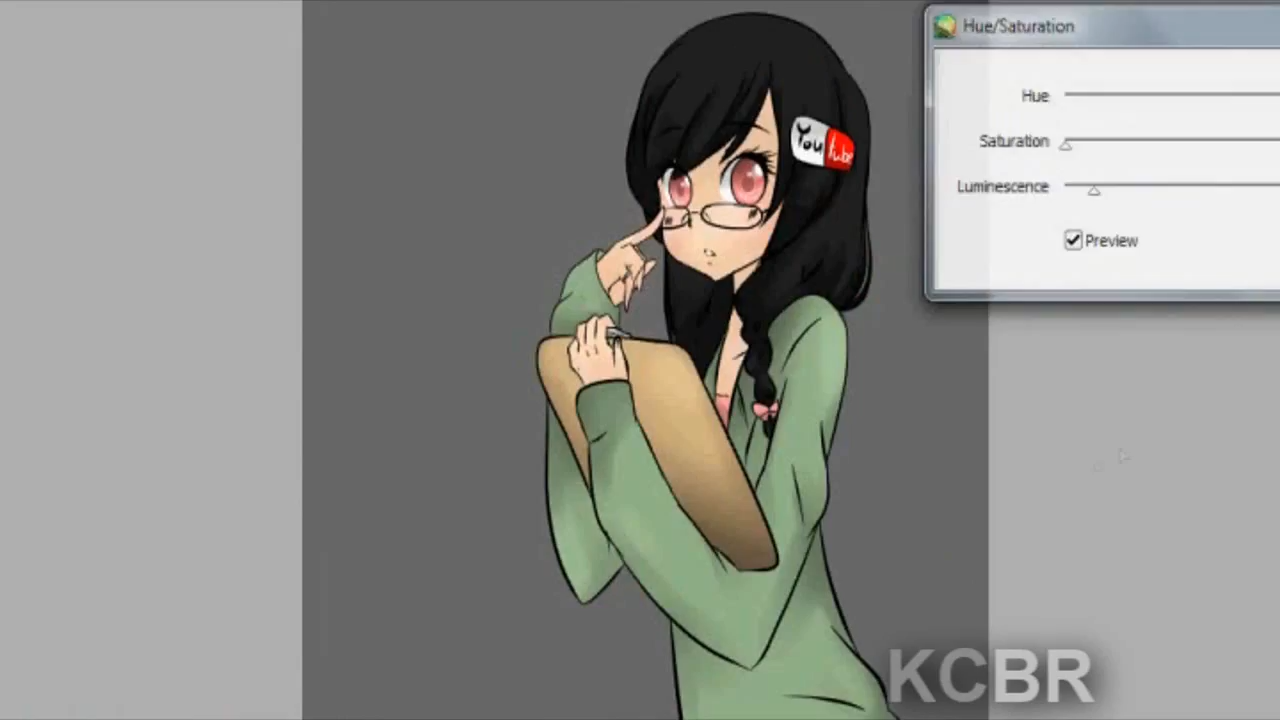 Hue/Saturation
Hue
Saturation
Luminescence
Preview
You Tube
KCBR